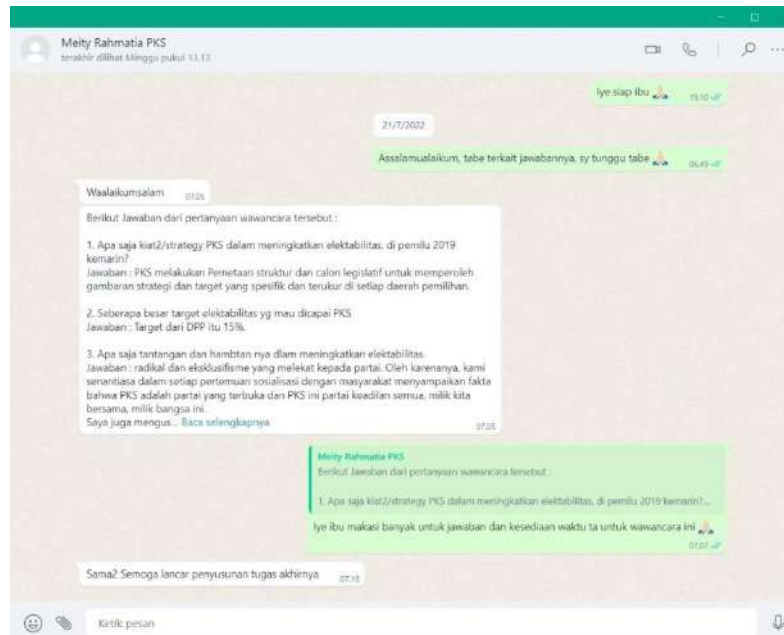 Meity Rahmatia PKS
terakhir dilihat Minggu pukul 13.13
Iye siap ibu 🙏 19.10
21/7/2022
Assalamualaikum, tabe terkait jawabannya, sy tunggu tabe 🙏 06.49
Waalaikumsalam 07.05
Berikut Jawaban dari pertanyaan wawancara tersebut :
1. Apa saja kiat2/strategy PKS dalam meningkatkan elektabilitas, di pemilu 2019
kemarin?
Jawaban : PKS melakukan Pemetaan struktur dan calon legislatif untuk memperoleh
gambaran strategi dan target yang spesifik dan terukur di setiap daerah pemilihan.
2. Seberapa besar target elektabilitas yg mau dicapai PKS
Jawaban : Target dari DPP itu 15%.
3. Apa saja tantangan dan hambtan nya dlam meningkatkan elektabilitas.
Jawaban : radikal dan eksklusifisme yang melekat kepada partai. Oleh karenanya, kami
senantiasa dalam setiap pertemuan sosialisasi dengan masyarakat menyampaikan fakta
bahwa PKS adalah partai yang terbuka dan PKS ini partai keadilan semua, milik kita
bersama, milik bangsa ini.
Saya juga mengus... Baca selengkapnya
07.05
Meity Rahmatia PKS
Berikut Jawaban dari pertanyaan wawancara tersebut :
1. Apa saja kiat2/strategy PKS dalam meningkatkan elektabilitas, di pemilu 2019 kemarin?...
Iye ibu makasi banyak untuk jawaban dan kesediaan waktu ta untuk wawancara ini 🙏
07.07
Sama2 Semoga lancar penyusunan tugas akhirnya 07.10
Ketik pesan